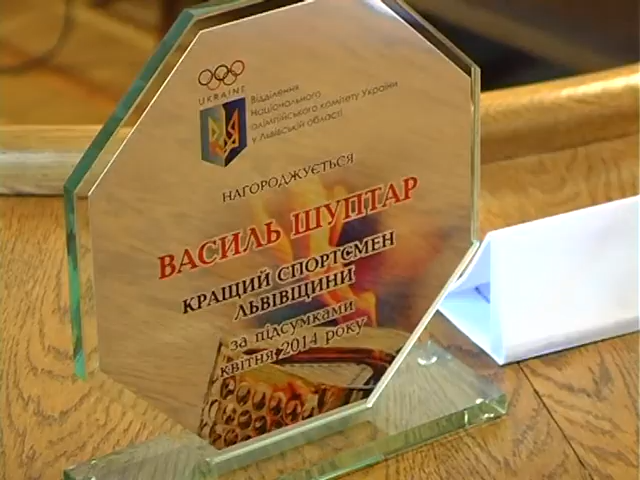 UKRAINE
Відділення
Національного
олімпійського комітету України
у Львівській області
НАГОРОДЖУЄТЬСЯ
ВАСИЛЬ ШУПТАР
КРАЩИЙ СПОРТСМЕН
ЛЬВІВЩИНИ
за підсумками
квітня 2014 року